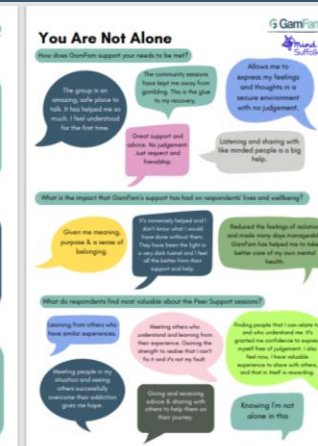 You Are Not Alone
GamFam
mind
Suffolk
How does GamFam support your needs to be met?
The group is an
amazing, safe place to
talk. It has helped me so
much. I feel understood
for the first time.
The community sessions
have kept me away from
gambling. This is the glue
to my recovery.
Allows me to
express my feelings
and thoughts in a
secure environment
with no judgement.
Great support and
advice. No judgement.
Just respect and
friendship.
Listening and sharing with
like minded people is a big
help.
What is the impact that GamFam's support has had on respondents' lives and wellbeing?
Given me meaning,
purpose & a sense of
belonging.
It's immensely helped and I
don't know what I would
have done without them.
They have been the light in
a very dark tunnel and I feel
all the better from their
support and help.
Reduced the feelings of isolation
and made many days manageable
GamFam has helped me to take
better care of my own mental
health.
What do respondents find most valuable about the Peer Support sessions?
Learning from others who
have similar experiences.
Meeting others who
understand and learning from
their experience. Gaining the
strength to realise that I can't
fix it and it's not my fault
Finding people that I can relate to
and who understand me. It's
granted me confidence to express
myself free of judgement. I also
feel now, I have valuable
experience to share with others,
and that in itself is rewarding.
Meeting people in my
situation and seeing
others successfully
overcome their addiction
gives me hope.
Giving and receiving
advice & sharing with
others to help them on
their journey.
Knowing I'm not
alone in this